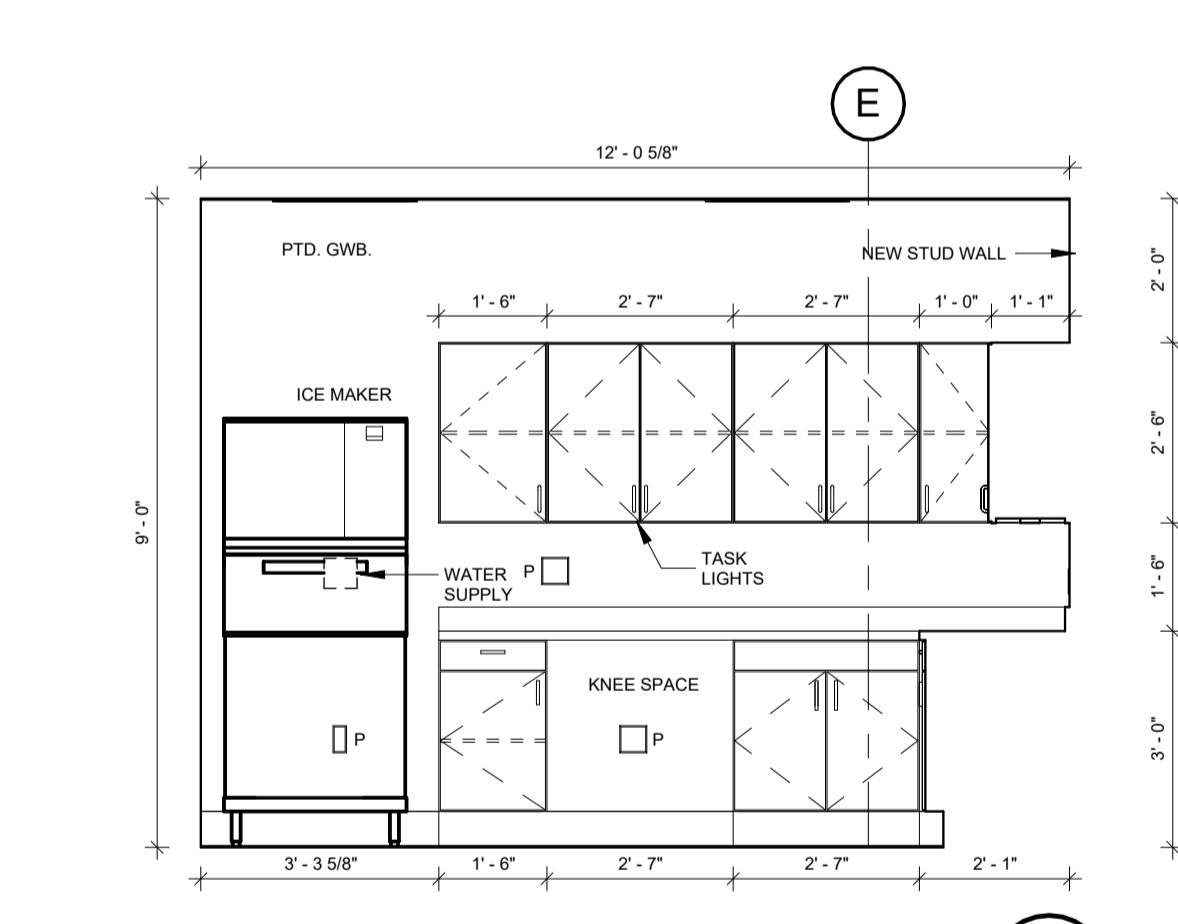 E
12' - 0 5/8"
PTD. GWB.
NEW STUD WALL
2' - 0"
1' - 6"
2' - 7"
2' - 7"
1' - 0"
1' - 1"
ICE MAKER
2' - 6"
9' - 0"
WATER
SUPPLY
P
TASK
LIGHTS
1' - 6"
KNEE SPACE
P
P
3' - 0"
3' - 3 5/8"
1' - 6"
2' - 7"
2' - 7"
2' - 1"